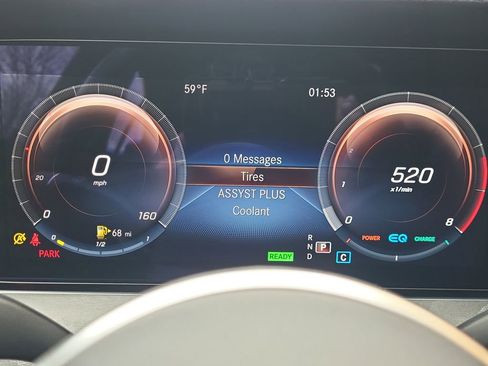 59°F
01:53
0 Messages
Tires
ASSYST PLUS
Coolant
0
mph
20
0
160
68 mi
1/2
PARK
520
x1/min
2
1
0
8
POWER
EQ
CHARGE
READY
R
N
D
P
C